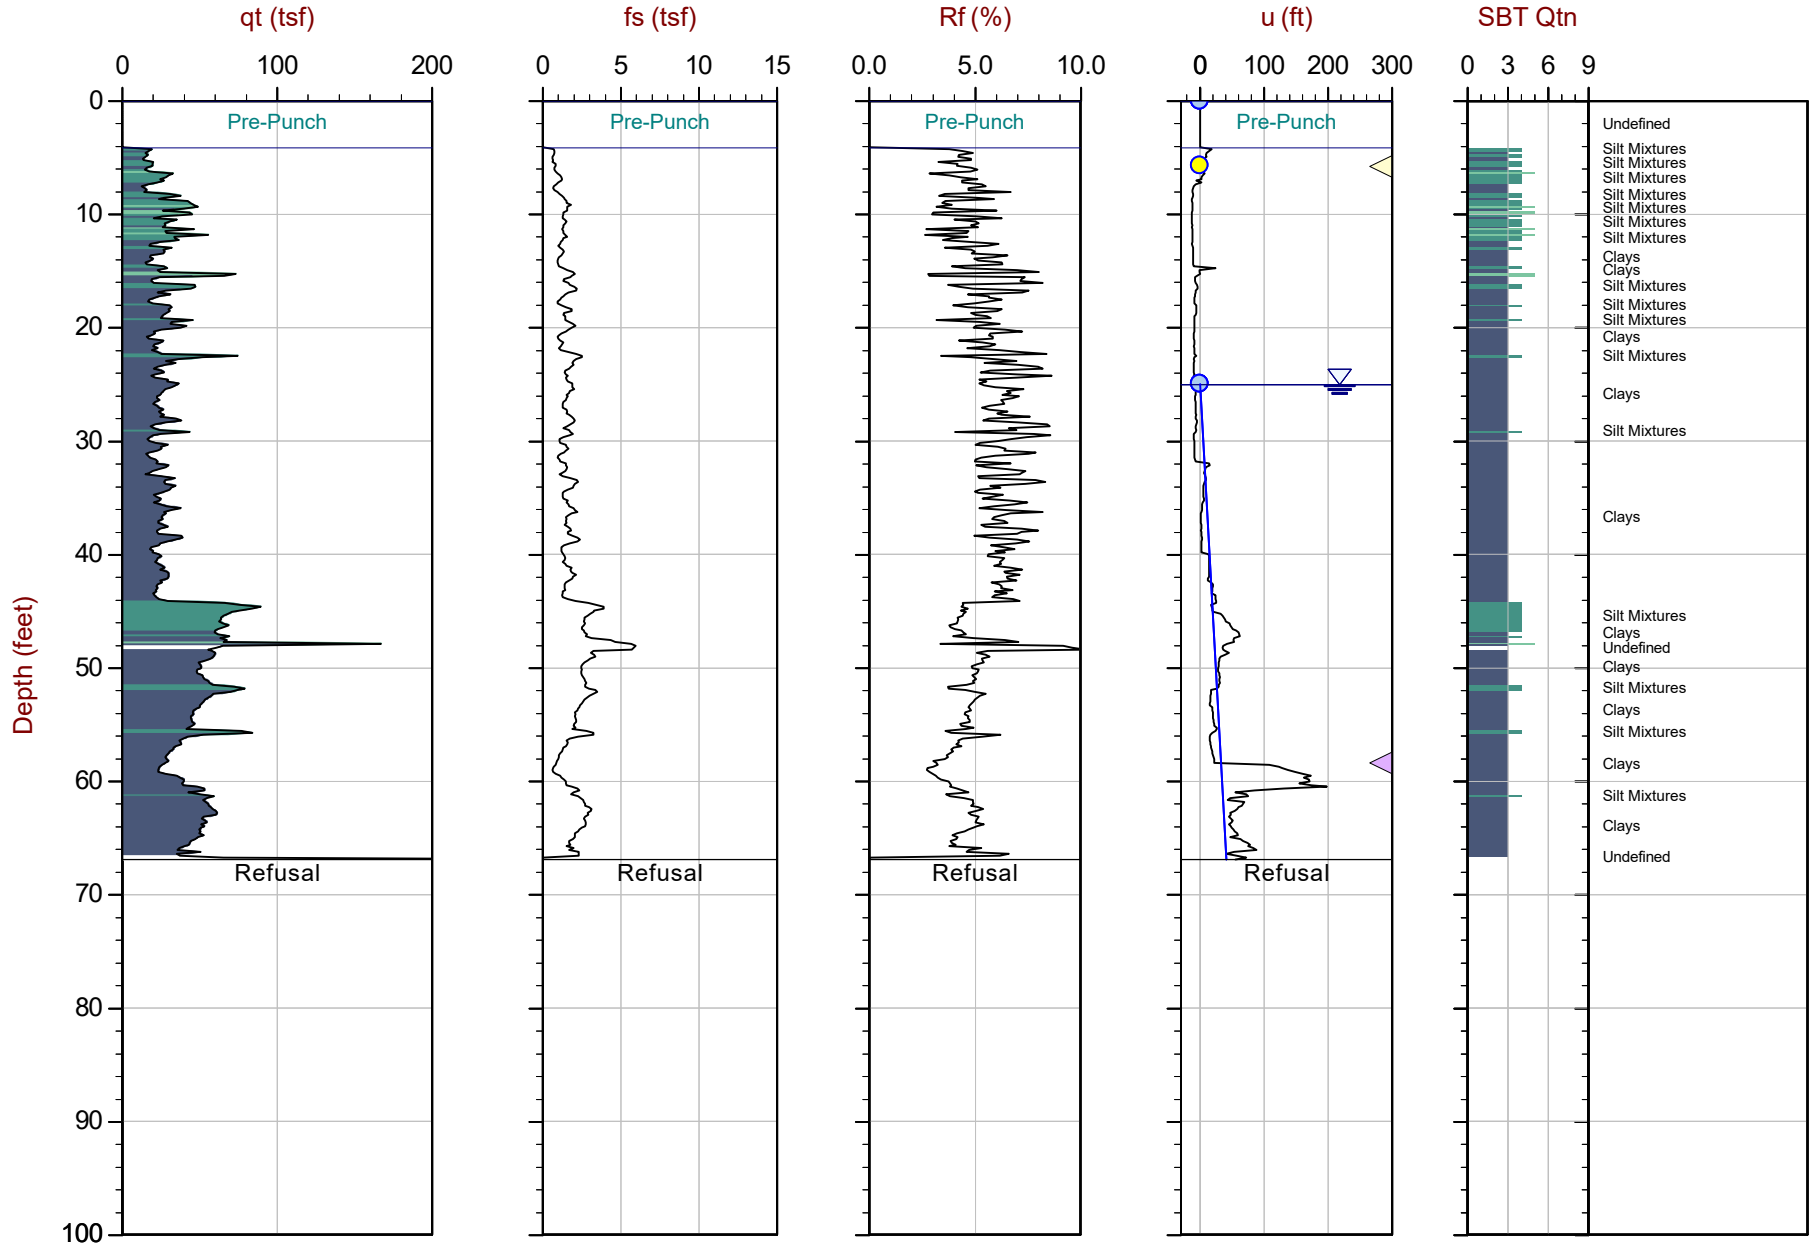 qt (tsf) fs (tsf) Rf (%) u (ft) SBT Qtn
0 100 200 0 5 15 0.0 5.0 10.0 0 100 200 300 0 3 6 9
10
0
Pre-Punch Pre-Punch Pre-Punch Pre-Punch
Undefined
Silt Mixtures
Silt Mixtures
Silt Mixtures
Silt Mixtures
Silt Mixtures
10
Silt Mixtures
Silt Mixtures
Clays
Clays
Silt Mixtures
Silt Mixtures
Silt Mixtures
20
Clays
Silt Mixtures
Clays
Silt Mixtures
30
Clays
40
Silt Mixtures
Clays
Undefined
Clays
50
Silt Mixtures
Clays
Silt Mixtures
Clays
60
Silt Mixtures
Clays
Undefined
Refusal Refusal Refusal Refusal
70
80
90
100
Depth (feet)